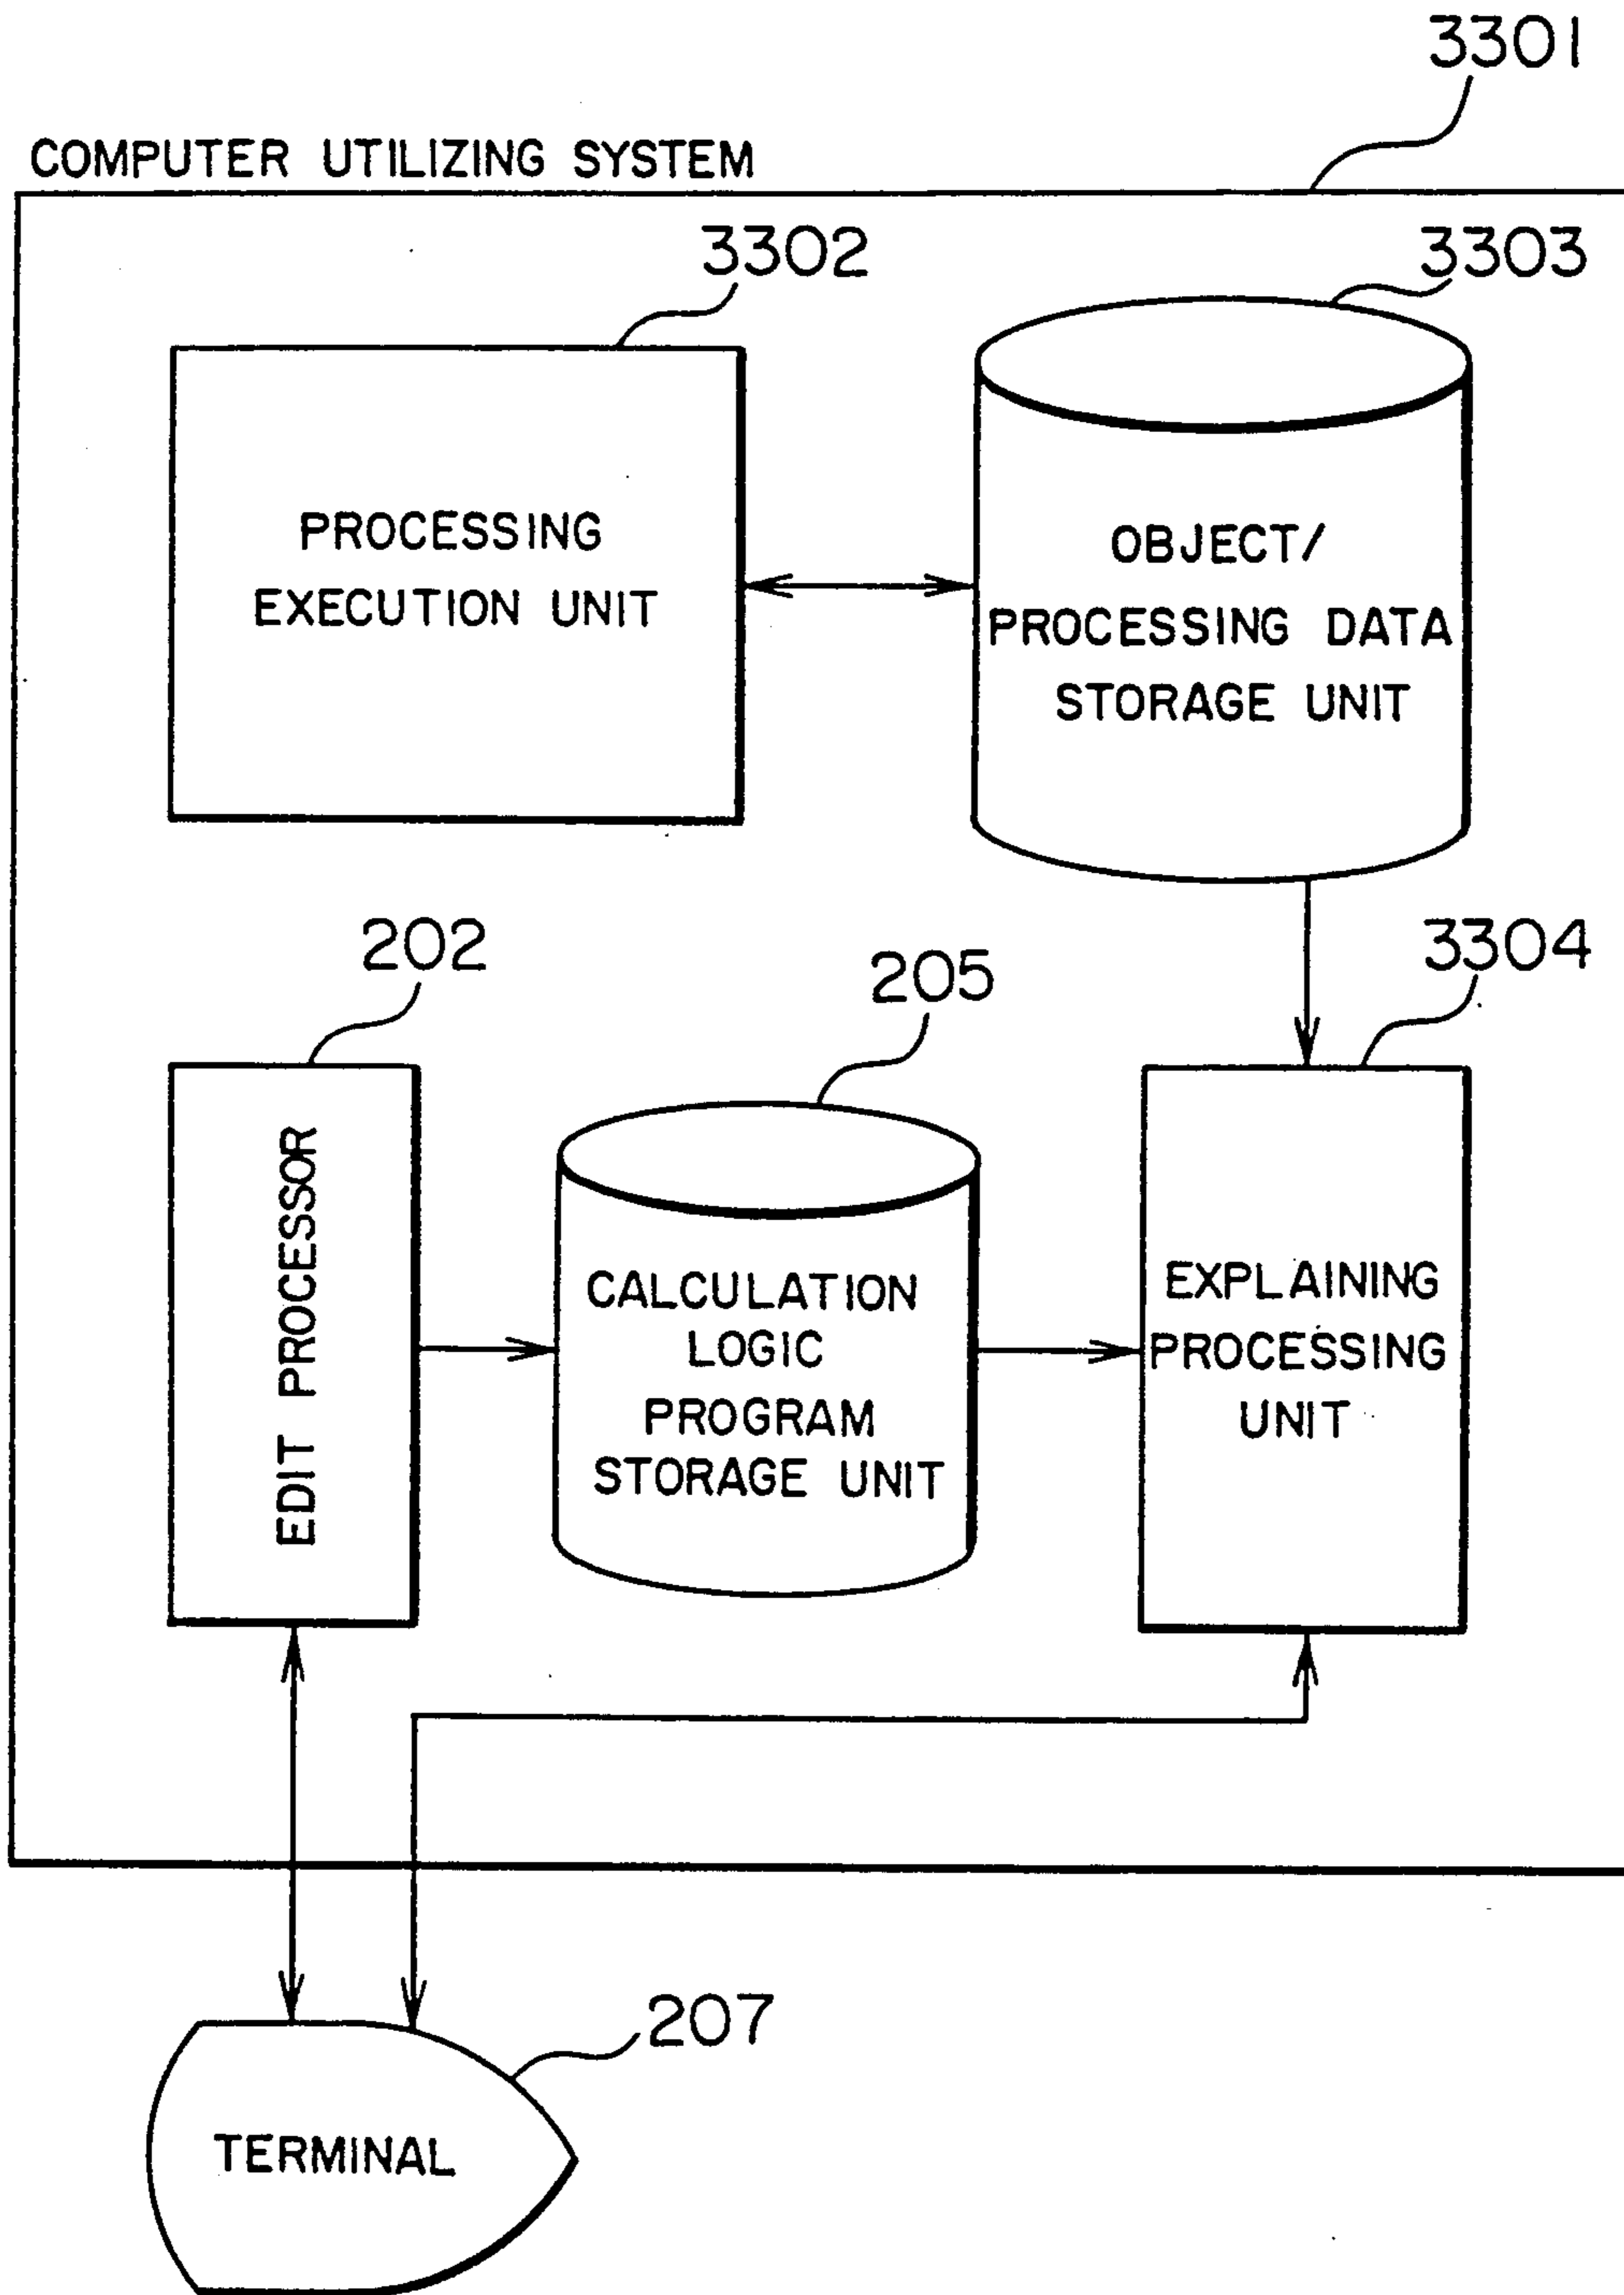 3301
COMPUTER UTILIZING SYSTEM
3302
3303
PROCESSING
EXECUTION UNIT
OBJECT/
PROCESSING DATA
STORAGE UNIT
202
205
3304
EDIT PROCESSOR
CALCULATION
LOGIC
PROGRAM
STORAGE UNIT
EXPLAINING
PROCESSING
UNIT
207
TERMINAL